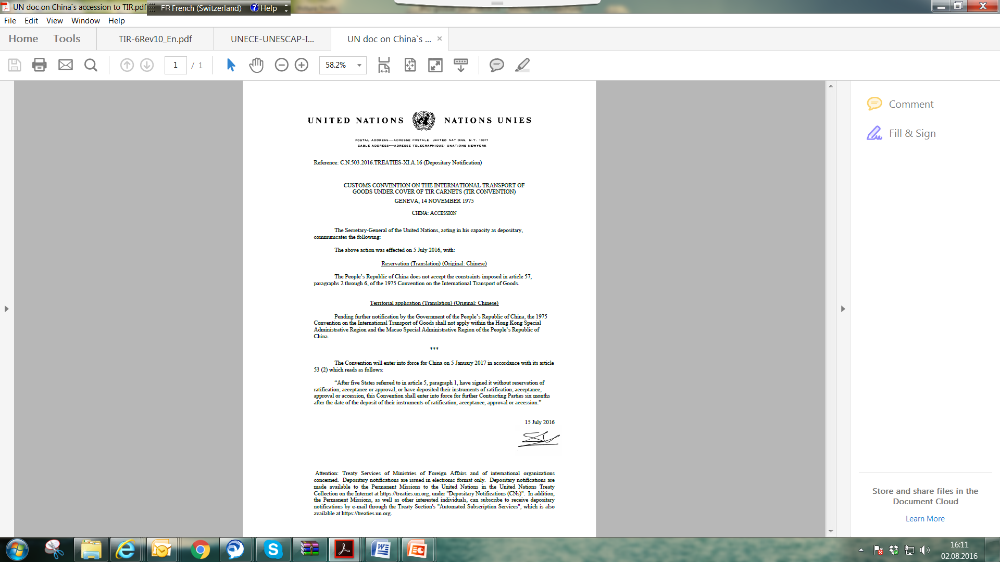 UN doc on China`s accession to TIR.pdf
FR French (Switzerland) Help
File Edit View Window Help
Home Tools TIR-6Rev10_En.pdf UNECE-UNESCAP-I... UN doc on China`s ... ×
1 / 1 58.2%
UNITED NATIONS NATIONS UNIES
POSTAL ADDRESS—ADRESSE POSTALE: UNITED NATIONS, N.Y. 10017
CABLE ADDRESS—ADRESSE TELEGRAPHIQUE: UNATIONS NEWYORK
Reference: C.N.503.2016.TREATIES-XI.A.16 (Depositary Notification)
CUSTOMS CONVENTION ON THE INTERNATIONAL TRANSPORT OF
GOODS UNDER COVER OF TIR CARNETS (TIR CONVENTION)
GENEVA, 14 NOVEMBER 1975
CHINA: ACCESSION
The Secretary-General of the United Nations, acting in his capacity as depositary,
communicates the following:
The above action was effected on 5 July 2016, with:
Reservation (Translation) (Original: Chinese)
The People’s Republic of China does not accept the constraints imposed in article 57,
paragraphs 2 through 6, of the 1975 Convention on the International Transport of Goods.
Territorial application (Translation) (Original: Chinese)
Pending further notification by the Government of the People’s Republic of China, the 1975
Convention on the International Transport of Goods shall not apply within the Hong Kong Special
Administrative Region and the Macao Special Administrative Region of the People’s Republic of
China.
***
The Convention will enter into force for China on 5 January 2017 in accordance with its article
53 (2) which reads as follows:
“After five States referred to in article 5, paragraph 1, have signed it without reservation of
ratification, acceptance or approval, or have deposited their instruments of ratification, acceptance,
approval or accession, this Convention shall enter into force for further Contracting Parties six months
after the date of the deposit of their instruments of ratification, acceptance, approval or accession.”
15 July 2016
Attention: Treaty Services of Ministries of Foreign Affairs and of international organizations
concerned. Depositary notifications are issued in electronic format only. Depositary notifications are
made available to the Permanent Missions to the United Nations in the United Nations Treaty
Collection on the Internet at https://treaties.un.org, under "Depositary Notifications (CNs)". In addition,
the Permanent Missions, as well as other interested individuals, can subscribe to receive depositary
notifications by e-mail through the Treaty Section's "Automated Subscription Services", which is also
available at https://treaties.un.org.
Comment
Fill & Sign
Store and share files in the
Document Cloud
Learn More
16:11
02.08.2016